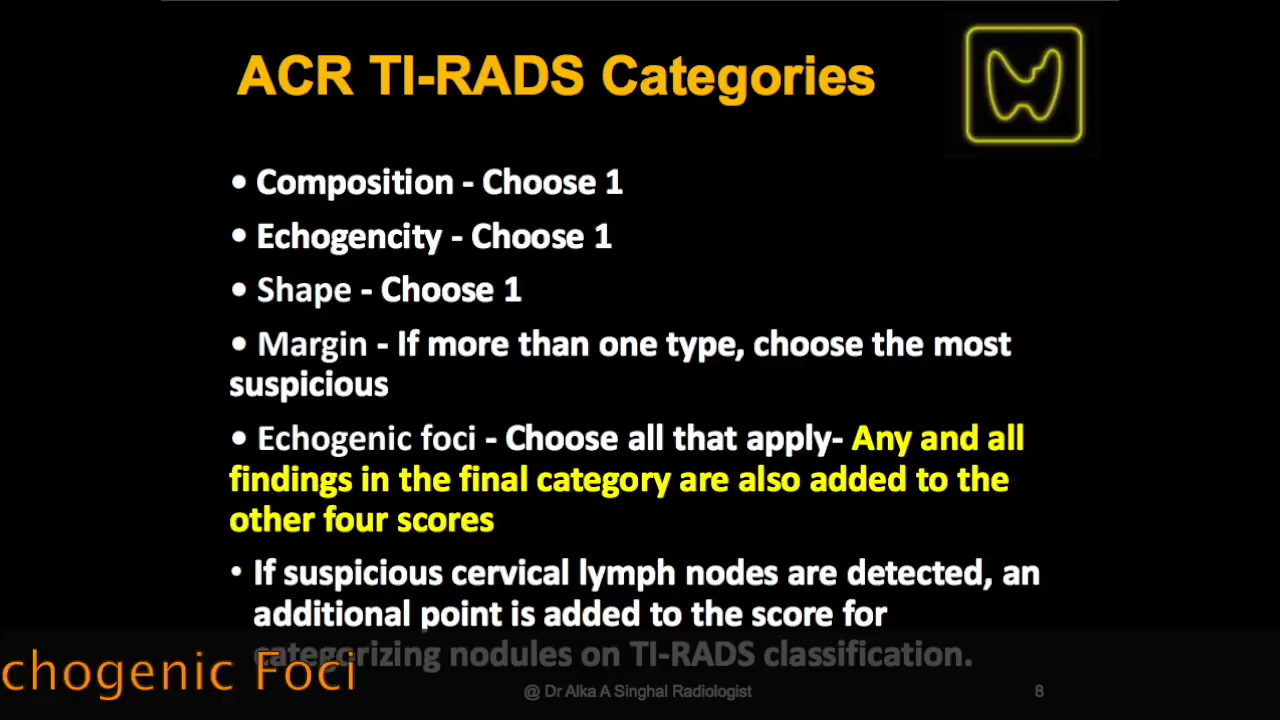 ACR TI-RADS Categories
• Composition - Choose 1
• Echogencity - Choose 1
• Shape - Choose 1
• Margin - If more than one type, choose the most
suspicious
• Echogenic foci - Choose all that apply- Any and all
findings in the final category are also added to the
other four scores
• If suspicious cervical lymph nodes are detected, an
additional point is added to the score for
categorizing nodules on TI-RADS classification.
chogenic Foci
@ Dr Alka A Singhal Radiologist
8